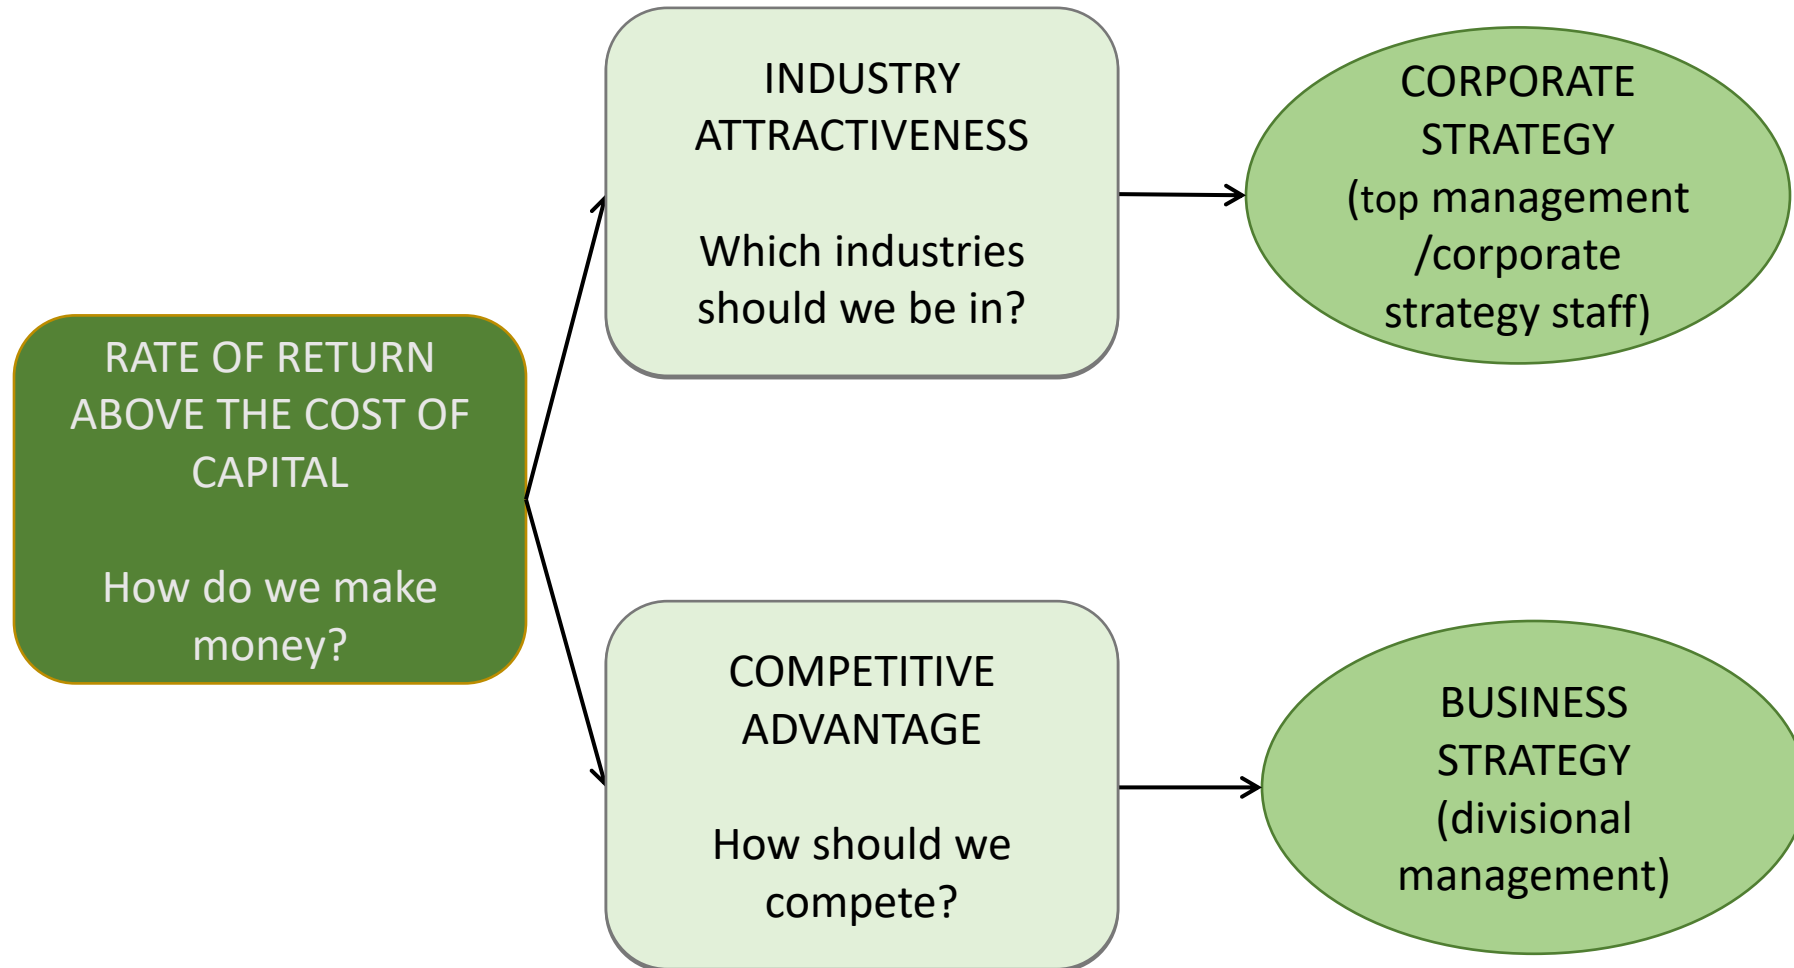 RATE OF RETURN
ABOVE THE COST OF
CAPITAL
How do we make
money?
INDUSTRY
ATTRACTIVENESS
Which industries
should we be in?
CORPORATE
STRATEGY
(top management
/corporate
strategy staff)
COMPETITIVE
ADVANTAGE
How should we
compete?
BUSINESS
STRATEGY
(divisional
management)